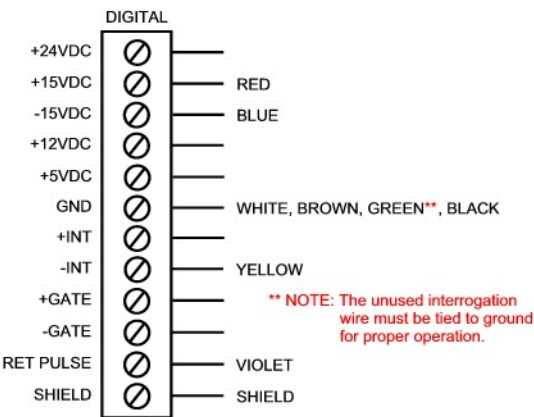 DIGITAL
+24VDC
+15VDC RED
-15VDC BLUE
+12VDC
+5VDC
GND WHITE, BROWN, GREEN**, BLACK
+INT
-INT YELLOW
+GATE ** NOTE: The unused interrogation
wire must be tied to ground
-GATE for proper operation.
RET PULSE VIOLET
SHIELD SHIELD